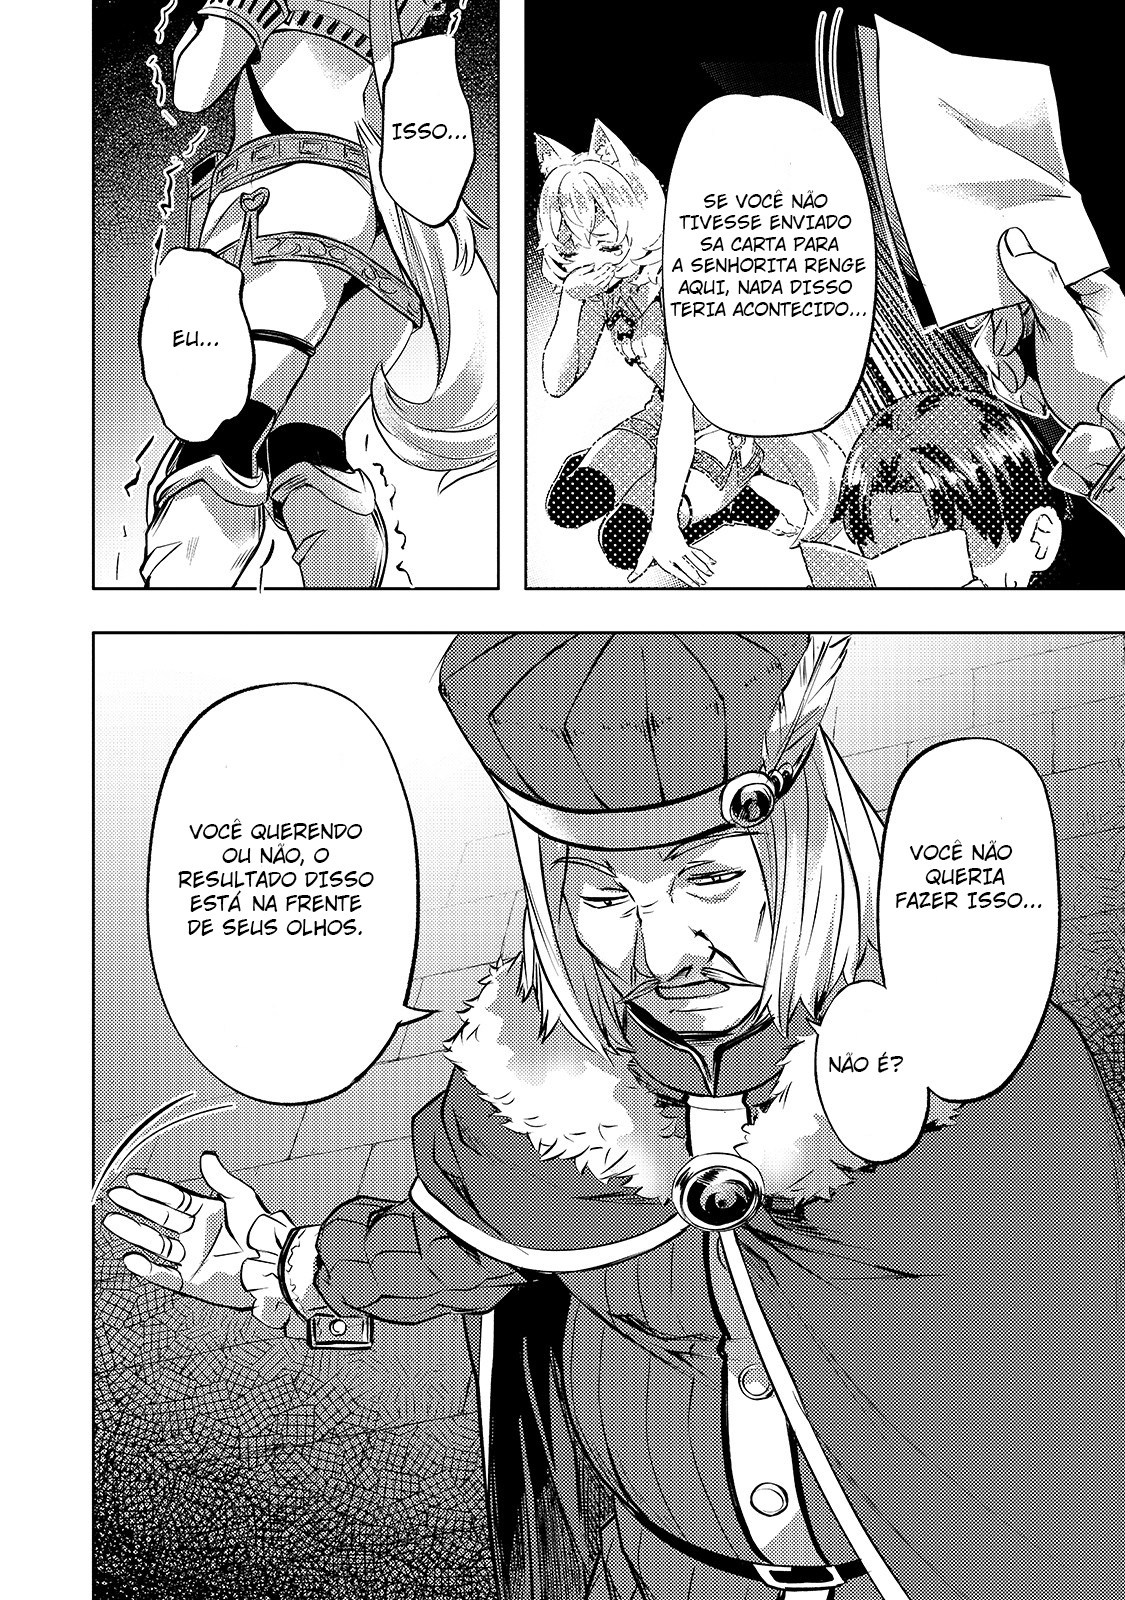 SE VOCÊ NÃO
TIVESSE ENVIADO
SA CARTA PARA
A SENHORITA RENGE
AQUI, NADA DISSO
TERIA ACONTECIDO...
ISSO...
EU...
VOCÊ NÃO
QUERIA
FAZER ISSO...
NÃO É?
VOCÊ QUERENDO
OU NÃO, O
RESULTADO DISSO
ESTÁ NA FRENTE
DE SEUS OLHOS.